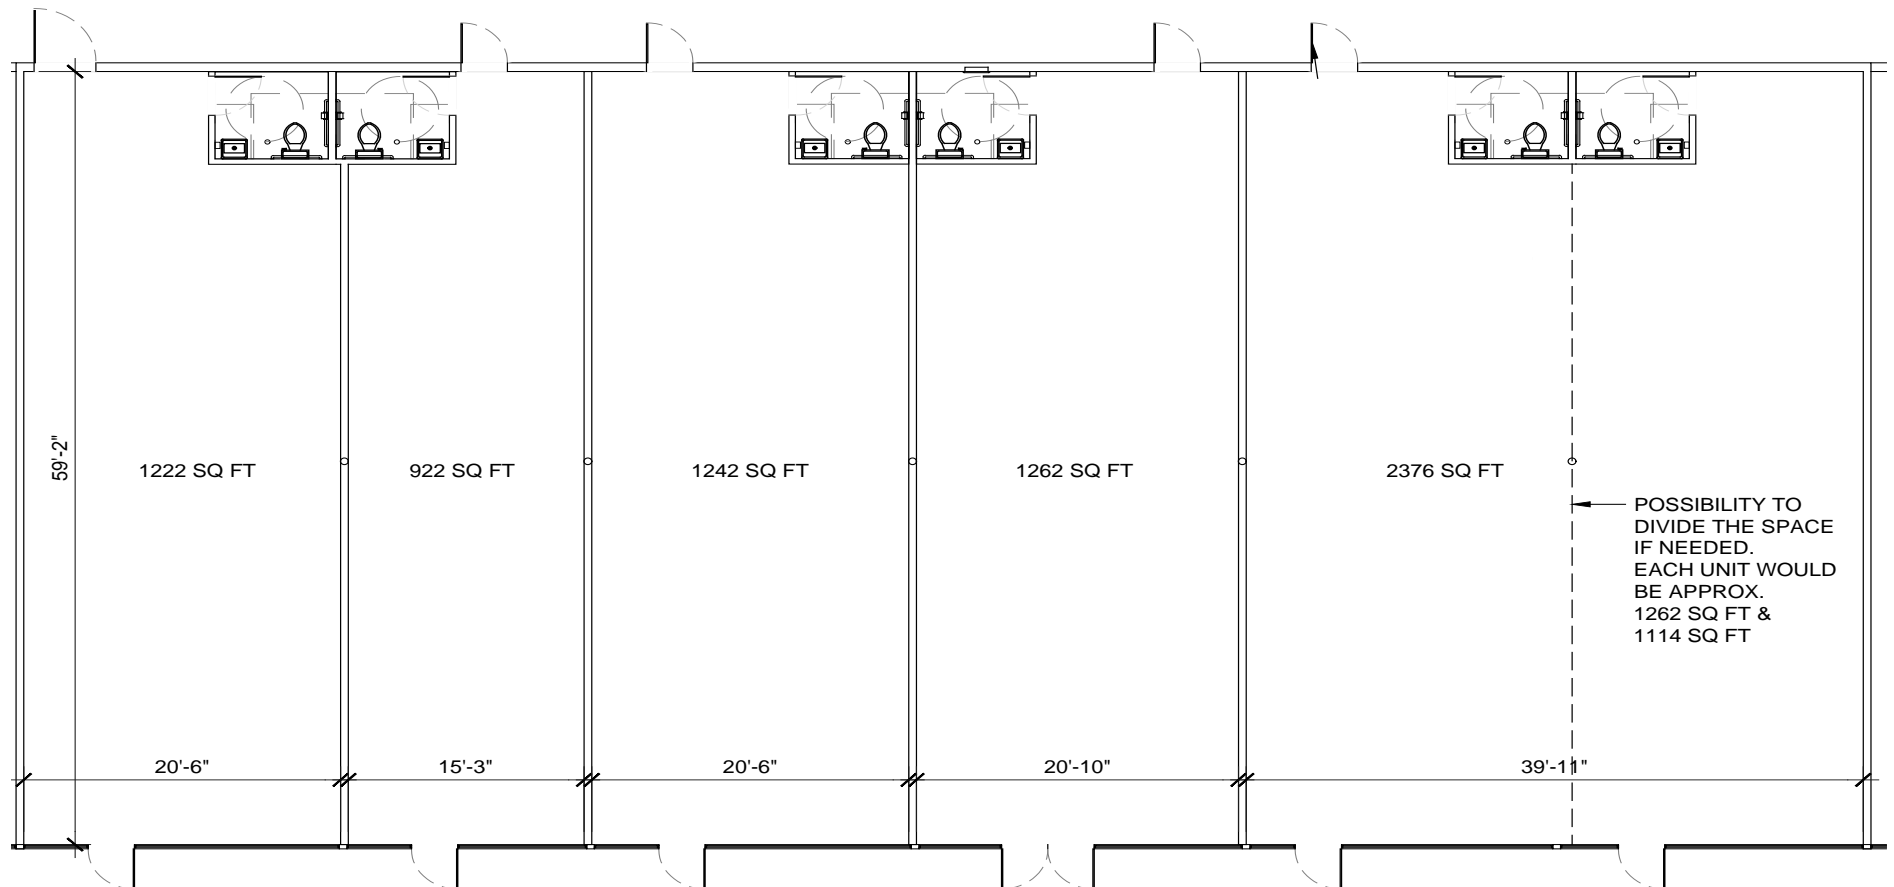 59'-2"
1222 SQ FT
922 SQ FT
1242 SQ FT
1262 SQ FT
2376 SQ FT
POSSIBILITY TO
DIVIDE THE SPACE
IF NEEDED.
EACH UNIT WOULD
BE APPROX.
1262 SQ FT &
1114 SQ FT
20'-6"
15'-3"
20'-6"
20'-10"
39'-11"